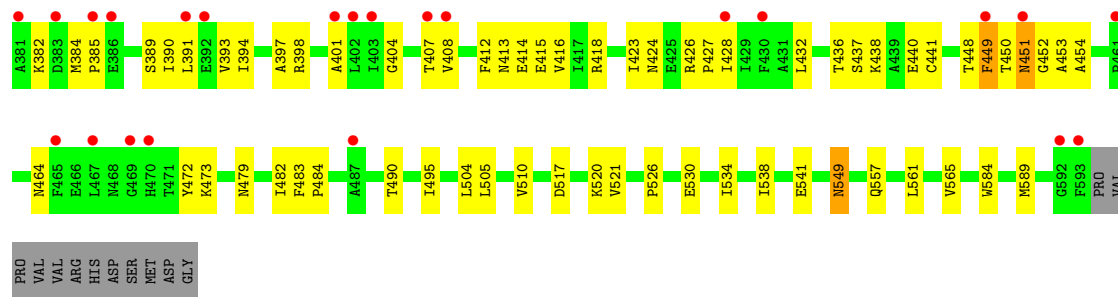 A381 K382 D383 M384 P385 E386 S389 I390 L391 E392 V393 I394 A397 R398 A401 L402 I403 G404 T407 V408 F412 N413 E414 E415 V416 I417 R418 I423 N424 E425 R426 P427 I428 I429 F430 A431 L432 T436 S437 K438 A439 E440 C441 T448 F449 T450 N451 G452 A453 A454
N464 F465 E466 L467 N468 G469 H470 T471 Y472 K473 N479 I482 F483 P484 A487 T490 I495 L504 L505 V510 D517 K520 V521 P526 E530 I534 I538 E541 N549 Q557 L561 V565 W584 M589 G592 F593 PRO
PRO VAL VAL ARG HIS ASP SER MET ASP GLY